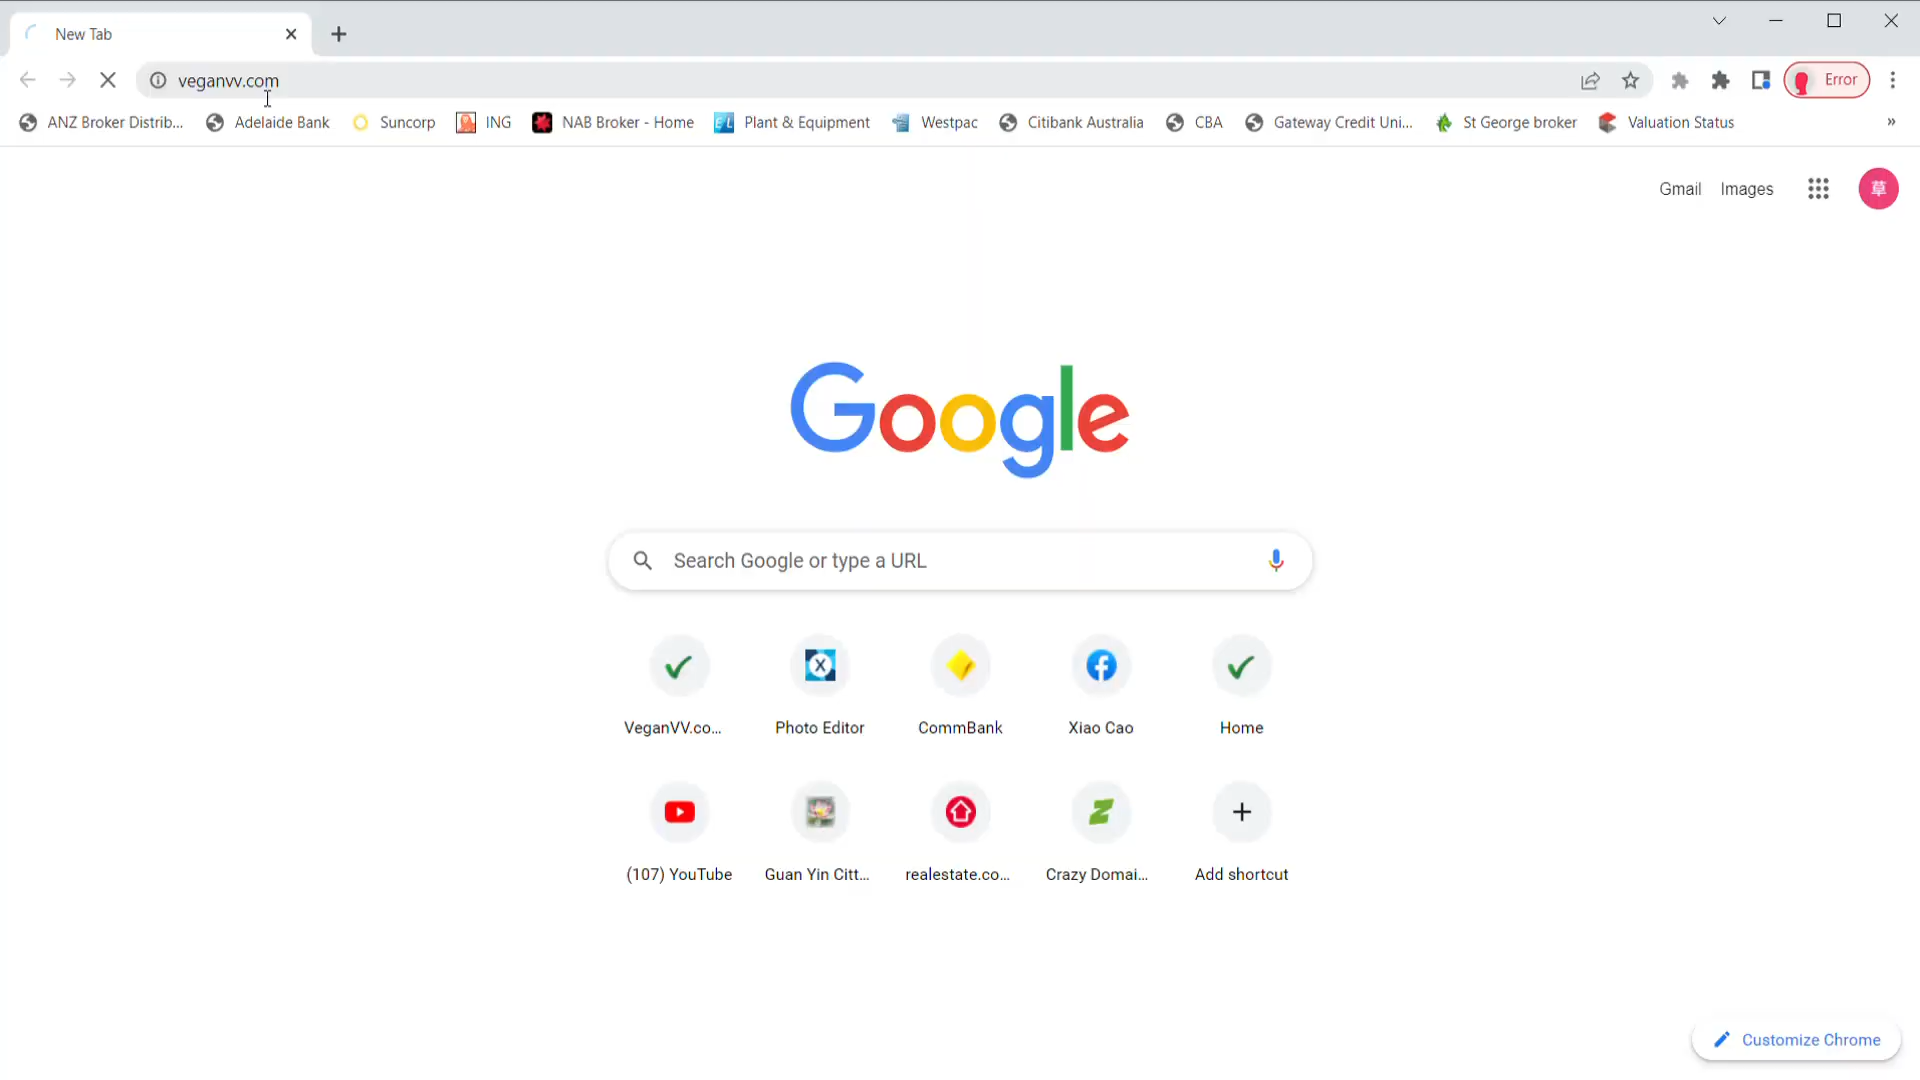 New Tab
veganvv.com
Error
ANZ Broker Distrib... Adelaide Bank Suncorp ING NAB Broker - Home Plant & Equipment Westpac Citibank Australia CBA Gateway Credit Uni... St George broker Valuation Status »
Gmail Images 草
Google
Search Google or type a URL
VeganVV.co... Photo Editor CommBank Xiao Cao Home
(107) YouTube Guan Yin Citt... realestate.co... Crazy Domai... Add shortcut
Customize Chrome